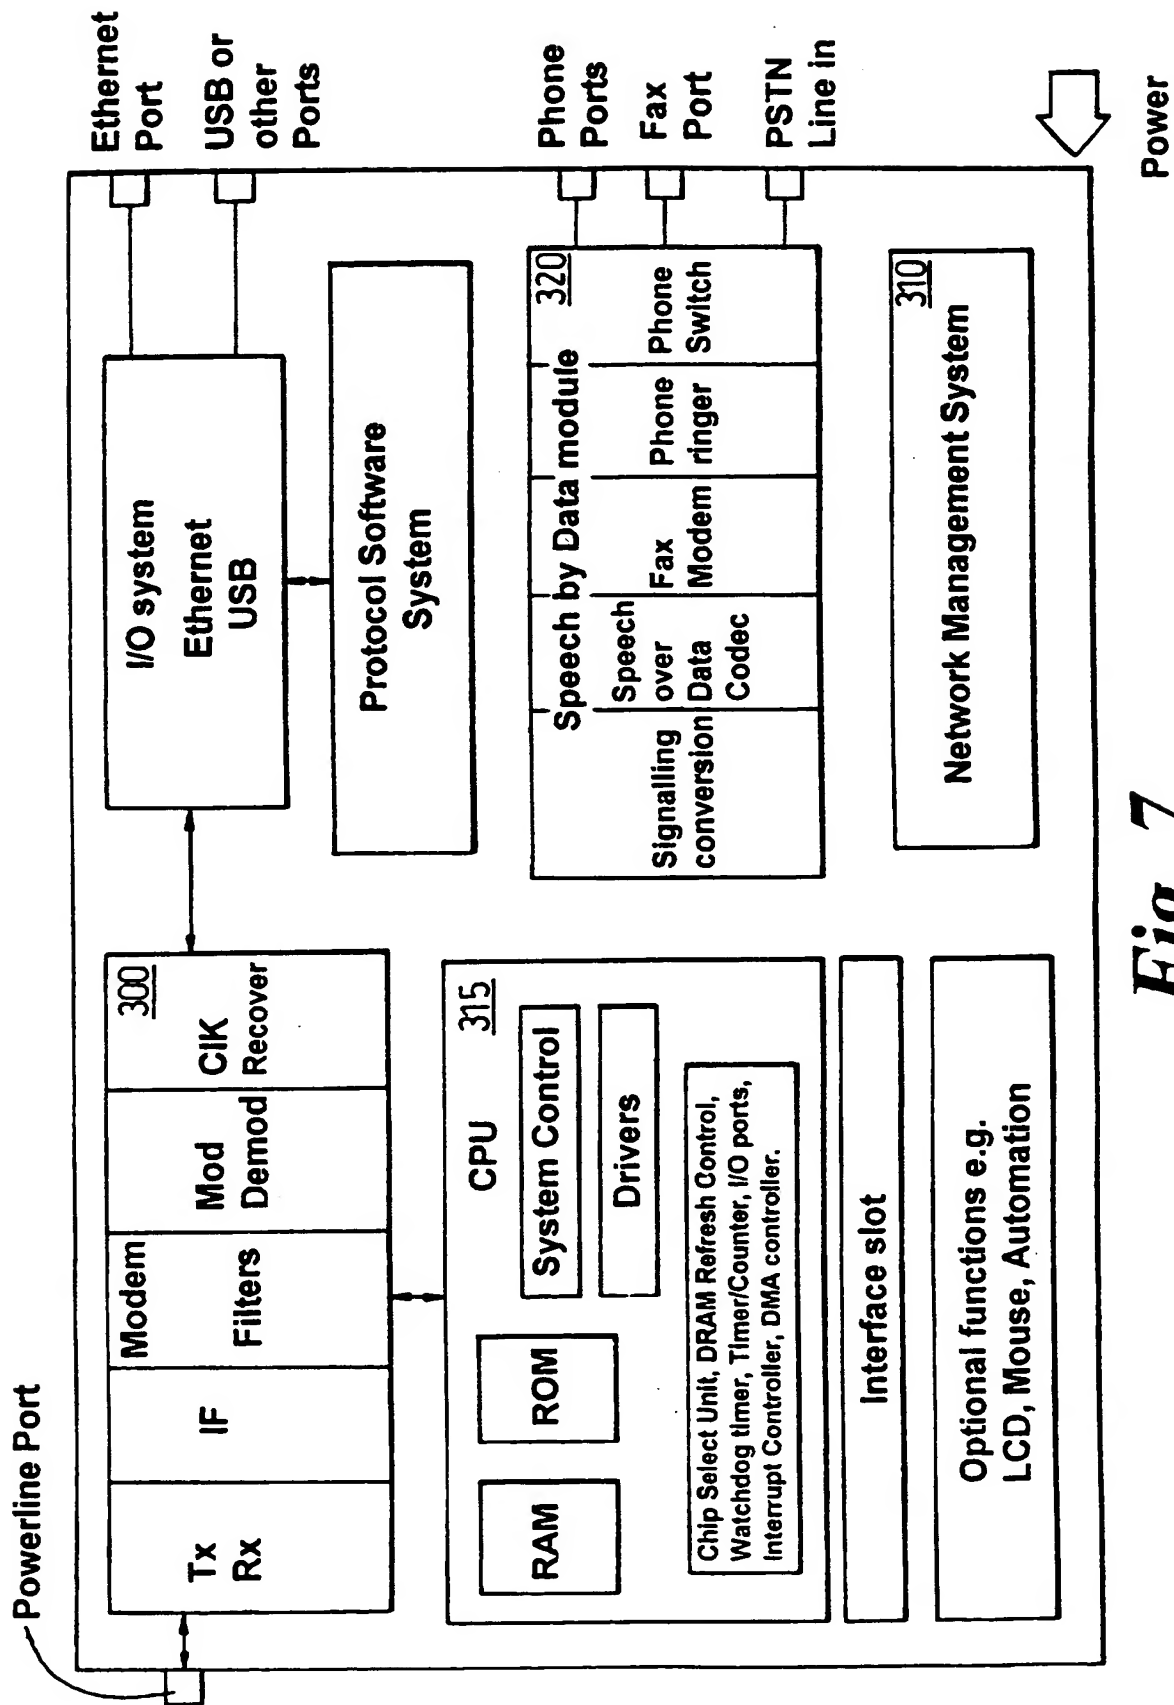 Powerline Port
Modem
300
Tx
Rx
IF
Filters
Mod
Demod
ClK
Recover
I/O system
Ethernet
USB
Ethernet
Port
USB or
other
Ports
Protocol Software
System
CPU
315
RAM
ROM
System Control
Drivers
Chip Select Unit, DRAM Refresh Control,
Watchdog timer, Timer/Counter, I/O ports,
Interrupt Controller, DMA controller.
Speech by Data module
320
Signalling
conversion
Speech
over
Data
Codec
Fax
Modem
Phone
ringer
Phone
Switch
Phone
Ports
Fax
Port
PSTN
Line in
Interface slot
Optional functions e.g.
LCD, Mouse, Automation
310
Network Management System
Power
Fig. 7